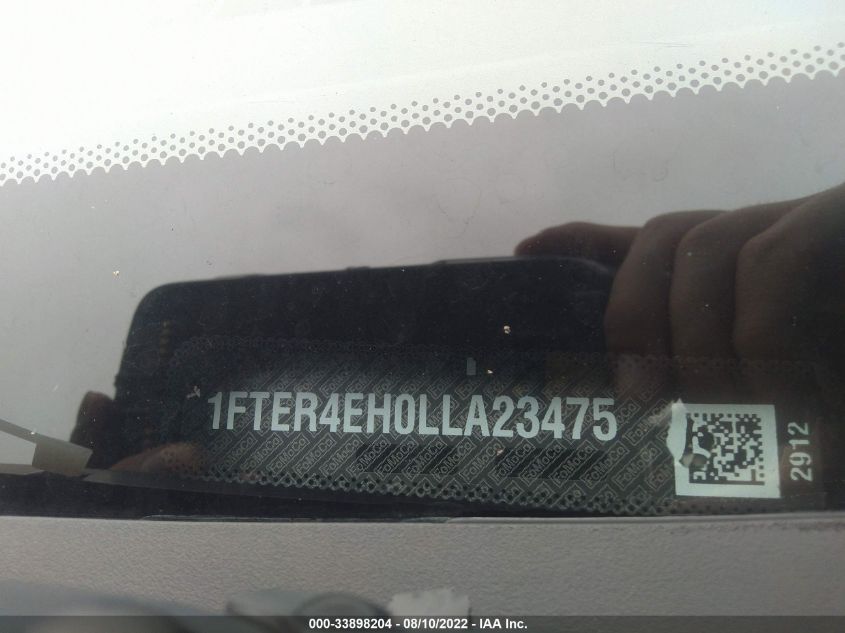 1FTER4EH0LLA23475
2912
000-33898204 - 08/10/2022 - IAA Inc.